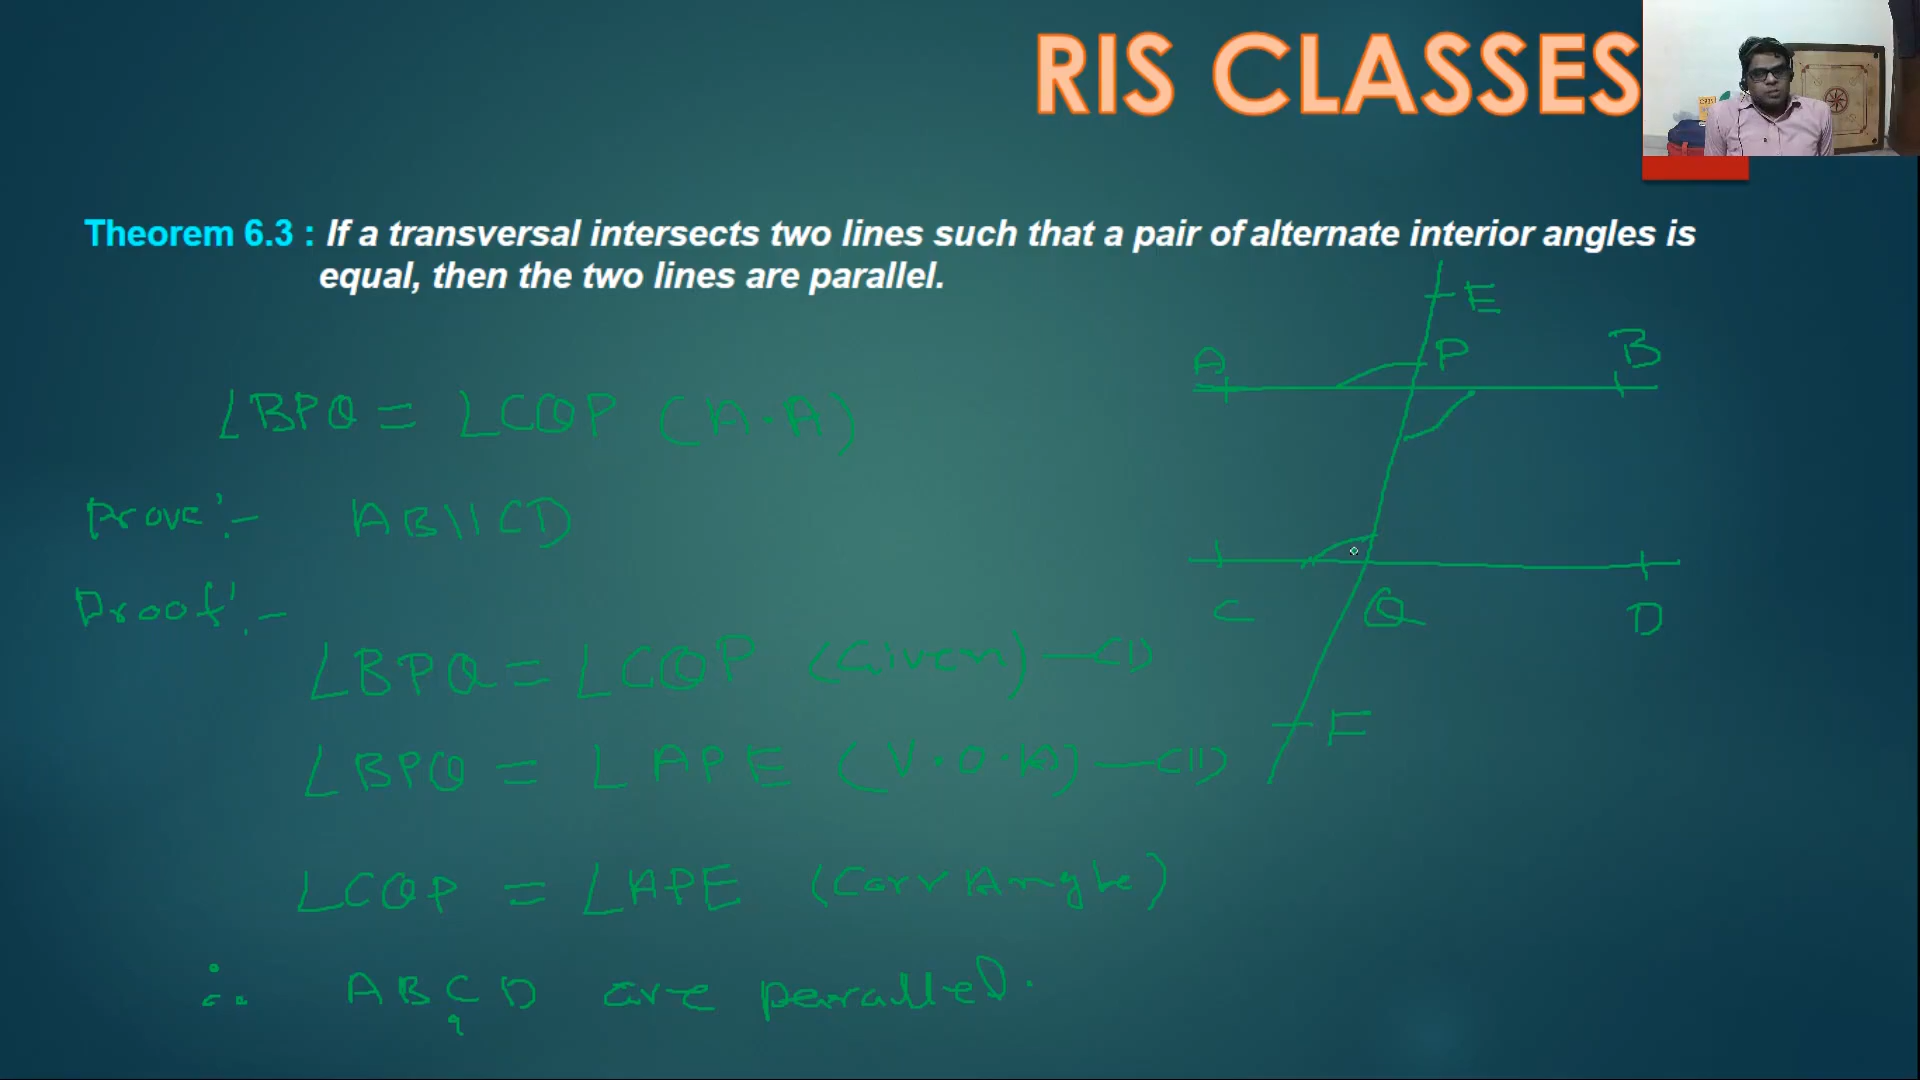 RIS CLASSES
Theorem 6.3 : If a transversal intersects two lines such that a pair of alternate interior angles is
equal, then the two lines are parallel.
E
A P B
∠BPQ = ∠CQP (A.A)
Prove:- AB||CD
Proof:-
C Q D
∠BPQ = ∠CQP (Given) —(I)
F
∠BPQ = ∠APE (V.O.A) —(II)
∠CQP = ∠APE (Corr Angle)
∴ AB, CD are parallel.